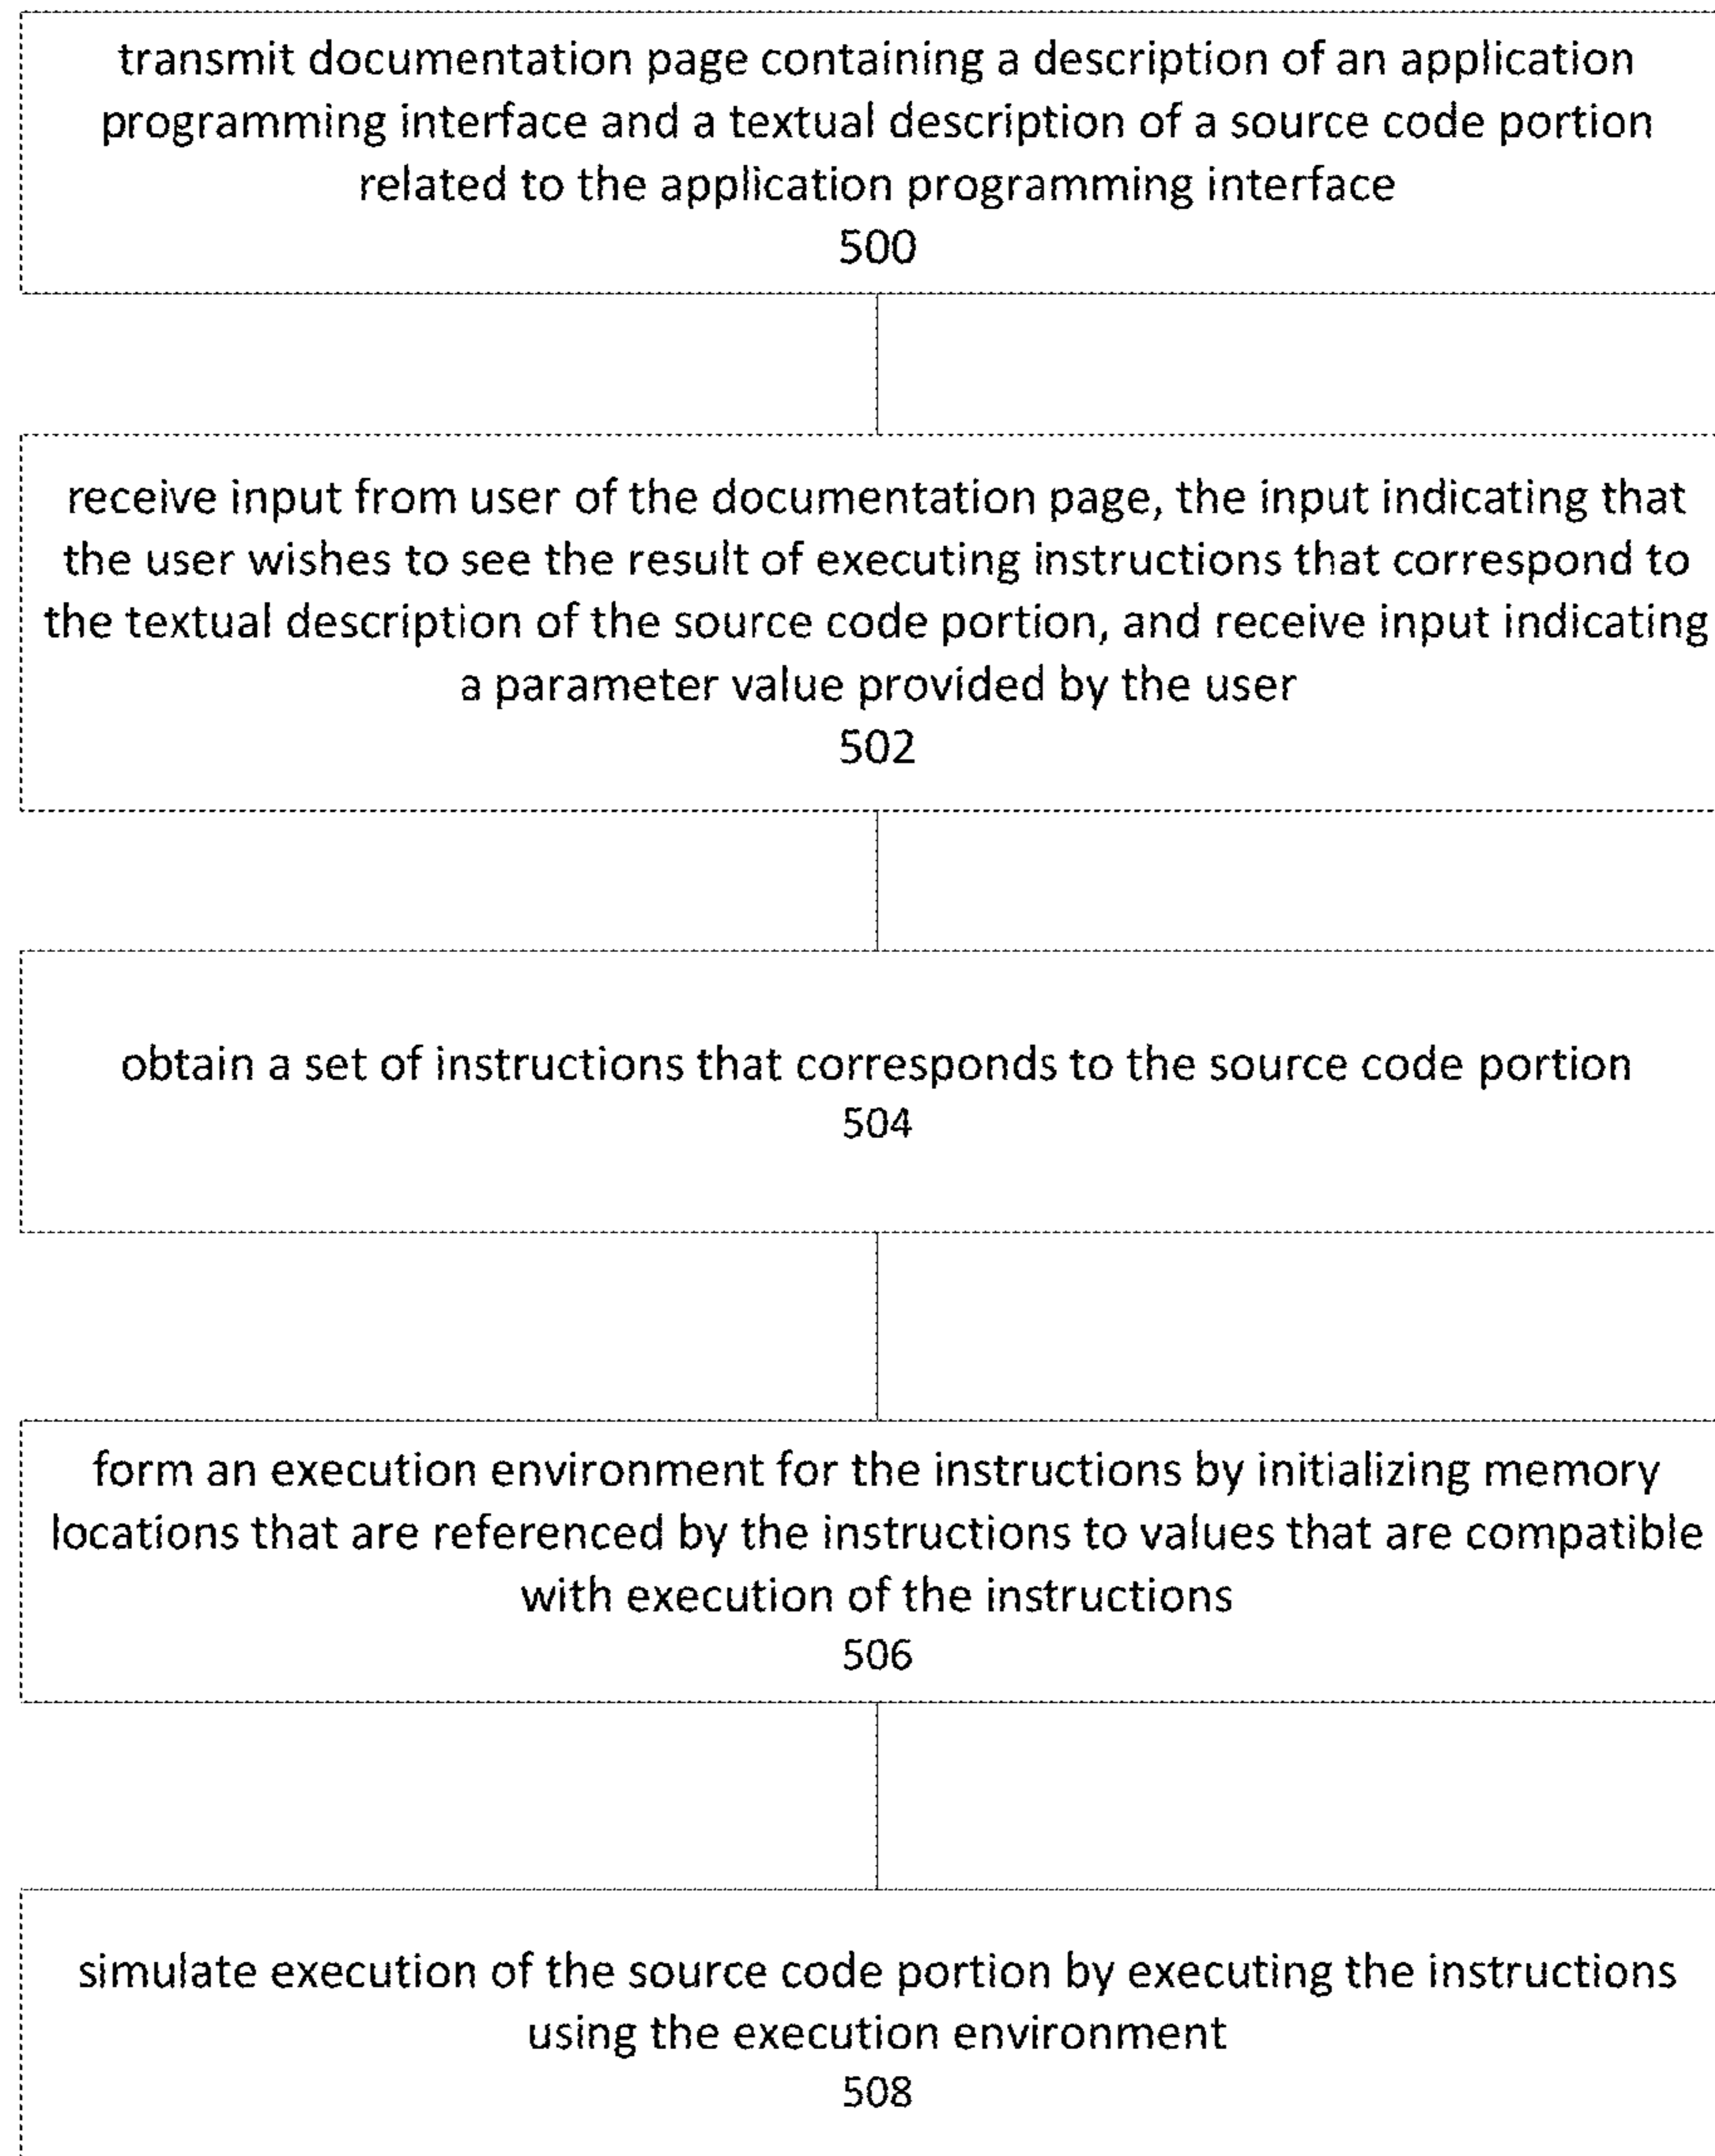 transmit documentation page containing a description of an application
programming interface and a textual description of a source code portion
related to the application programming interface
500
receive input from user of the documentation page, the input indicating that
the user wishes to see the result of executing instructions that correspond to
the textual description of the source code portion, and receive input indicating
a parameter value provided by the user
502
obtain a set of instructions that corresponds to the source code portion
504
form an execution environment for the instructions by initializing memory
locations that are referenced by the instructions to values that are compatible
with execution of the instructions
506
simulate execution of the source code portion by executing the instructions
using the execution environment
508